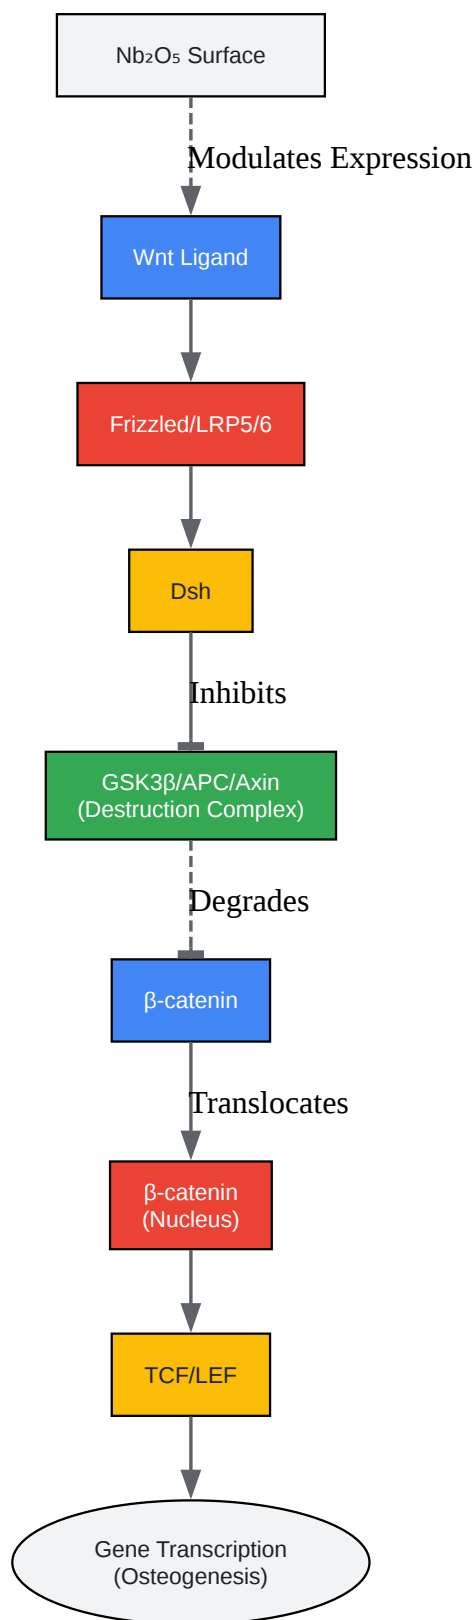 Nb₂O₅ Surface
Modulates Expression
Wnt Ligand
Frizzled/LRP5/6
Dsh
Inhibits
GSK3β/APC/Axin
(Destruction Complex)
Degrades
β-catenin
Translocates
β-catenin
(Nucleus)
TCF/LEF
Gene Transcription
(Osteogenesis)